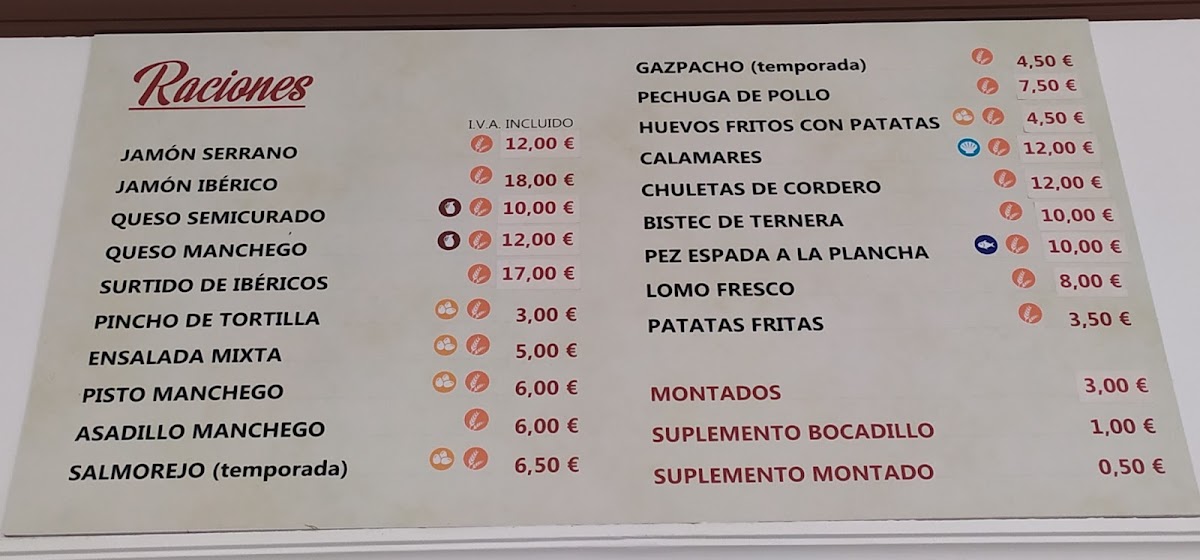 Raciones
I.V.A. INCLUIDO
JAMÓN SERRANO 12,00 €
JAMÓN IBÉRICO 18,00 €
QUESO SEMICURADO 10,00 €
QUESO MANCHEGO 12,00 €
SURTIDO DE IBÉRICOS 17,00 €
PINCHO DE TORTILLA 3,00 €
ENSALADA MIXTA 5,00 €
PISTO MANCHEGO 6,00 €
ASADILLO MANCHEGO 6,00 €
SALMOREJO (temporada) 6,50 €
GAZPACHO (temporada) 4,50 €
PECHUGA DE POLLO 7,50 €
HUEVOS FRITOS CON PATATAS 4,50 €
CALAMARES 12,00 €
CHULETAS DE CORDERO 12,00 €
BISTEC DE TERNERA 10,00 €
PEZ ESPADA A LA PLANCHA 10,00 €
LOMO FRESCO 8,00 €
PATATAS FRITAS 3,50 €
MONTADOS 3,00 €
SUPLEMENTO BOCADILLO 1,00 €
SUPLEMENTO MONTADO 0,50 €